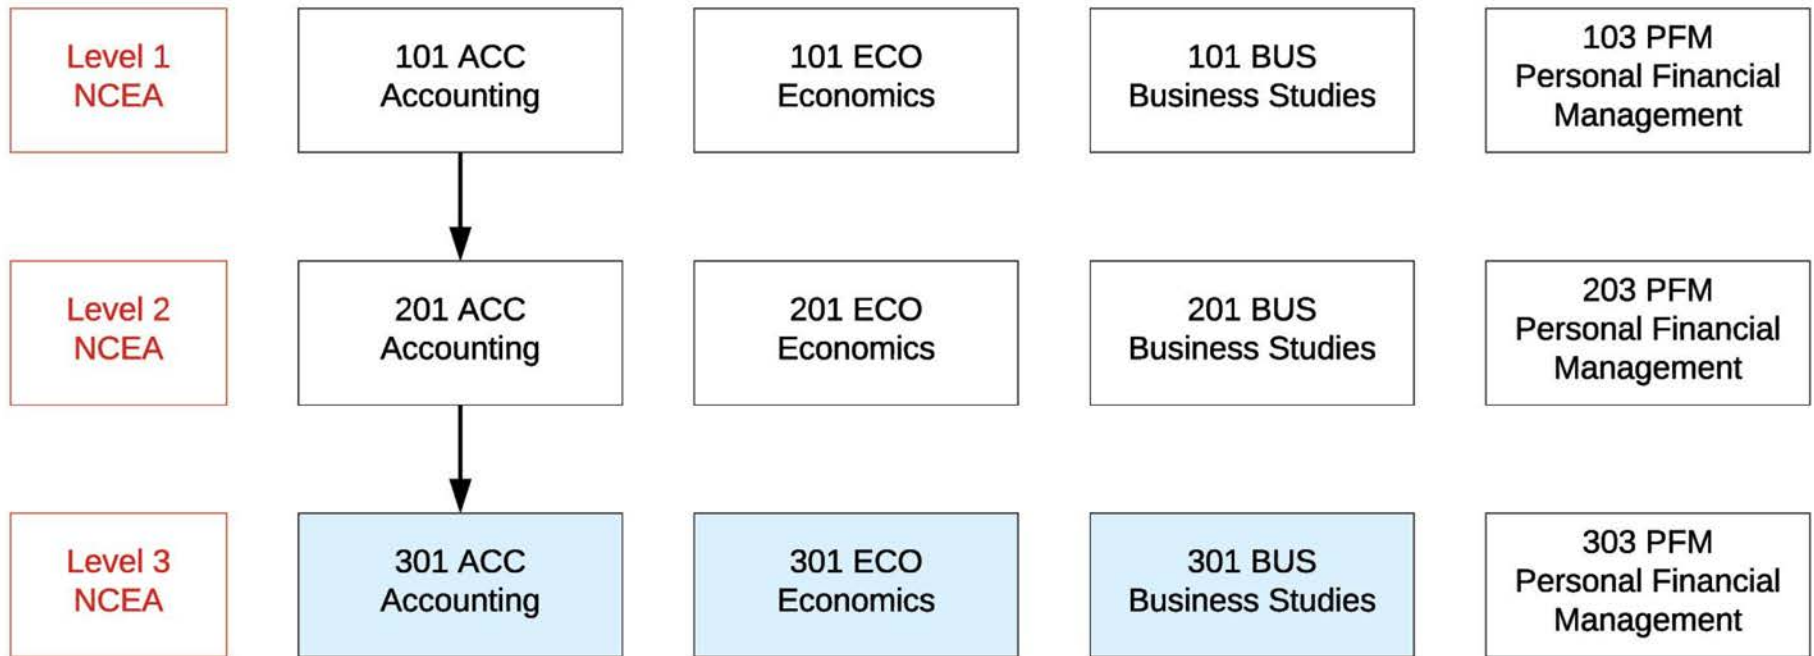 Level 1
NCEA
101 ACC
Accounting
101 ECO
Economics
101 BUS
Business Studies
103 PFM
Personal Financial
Management
Level 2
NCEA
201 ACC
Accounting
201 ECO
Economics
201 BUS
Business Studies
203 PFM
Personal Financial
Management
Level 3
NCEA
301 ACC
Accounting
301 ECO
Economics
301 BUS
Business Studies
303 PFM
Personal Financial
Management